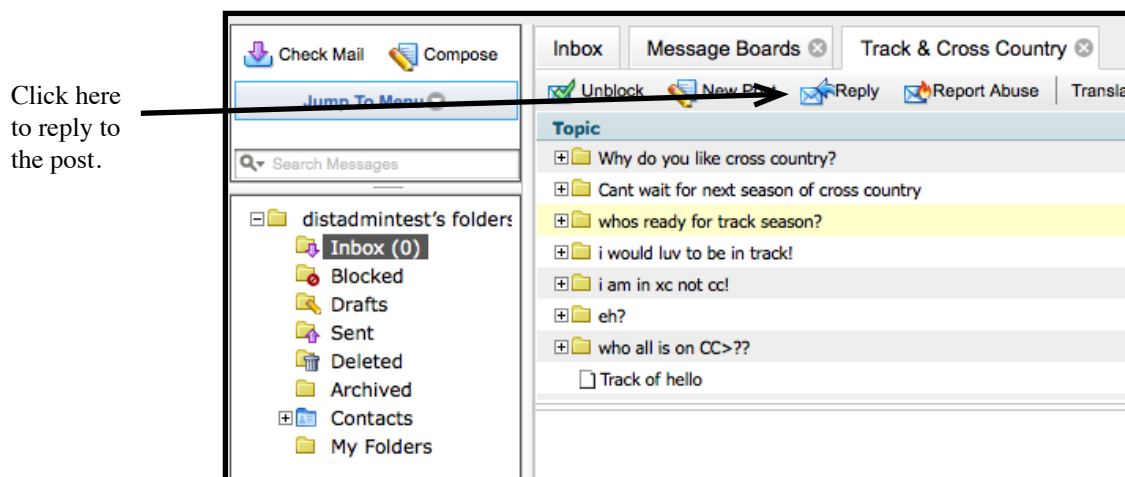 Click here
to reply to
the post.
Check Mail Compose
Jump To Menu
Search Messages
distadmintest's folders
Inbox (0)
Blocked
Drafts
Sent
Deleted
Archived
Contacts
My Folders
Inbox Message Boards Track & Cross Country
Unblock New Post Reply Report Abuse Transla
Topic
Why do you like cross country?
Cant wait for next season of cross country
whos ready for track season?
i would luv to be in track!
i am in xc not cc!
eh?
who all is on CC>??
Track of hello